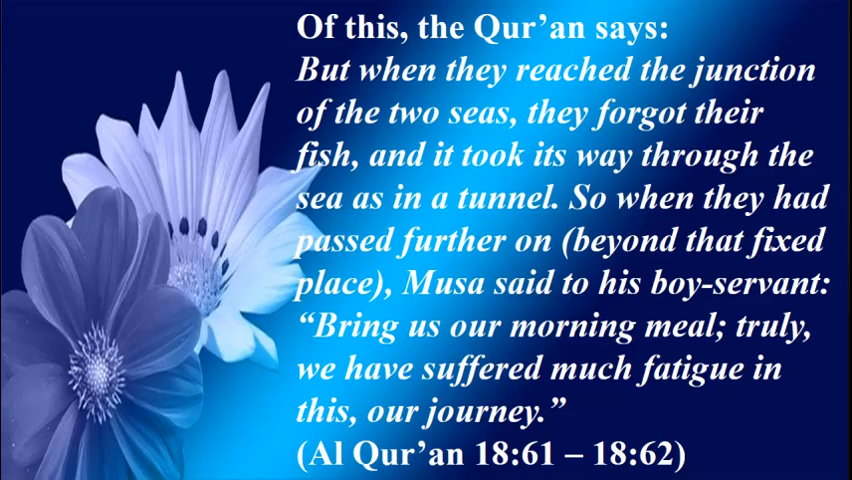 Of this, the Qur’an says:
But when they reached the junction
of the two seas, they forgot their
fish, and it took its way through the
sea as in a tunnel. So when they had
passed further on (beyond that fixed
place), Musa said to his boy-servant:
“Bring us our morning meal; truly,
we have suffered much fatigue in
this, our journey.”
(Al Qur’an 18:61 – 18:62)